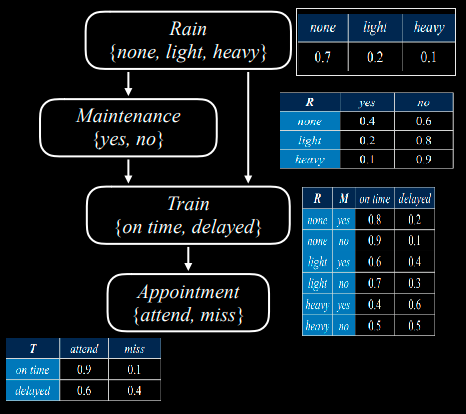 Rain
{none, light, heavy}
none light heavy
0.7 0.2 0.1
Maintenance
{yes, no}
R yes no
none 0.4 0.6
light 0.2 0.8
heavy 0.1 0.9
Train
{on time, delayed}
R M on time delayed
none yes 0.8 0.2
none no 0.9 0.1
light yes 0.6 0.4
light no 0.7 0.3
heavy yes 0.4 0.6
heavy no 0.5 0.5
Appointment
{attend, miss}
T attend miss
on time 0.9 0.1
delayed 0.6 0.4